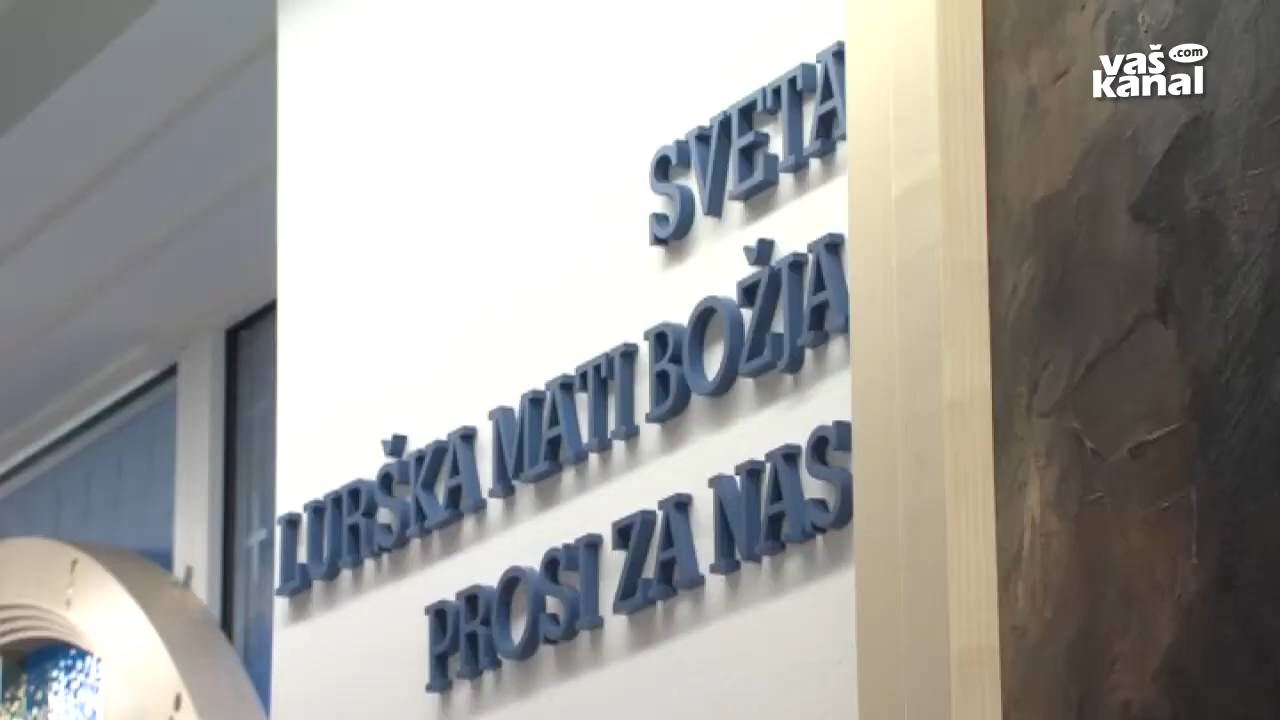 SVETA
LURŠKA MATI BOŽJA
PROSI ZA NAS
vaš .com
kanal